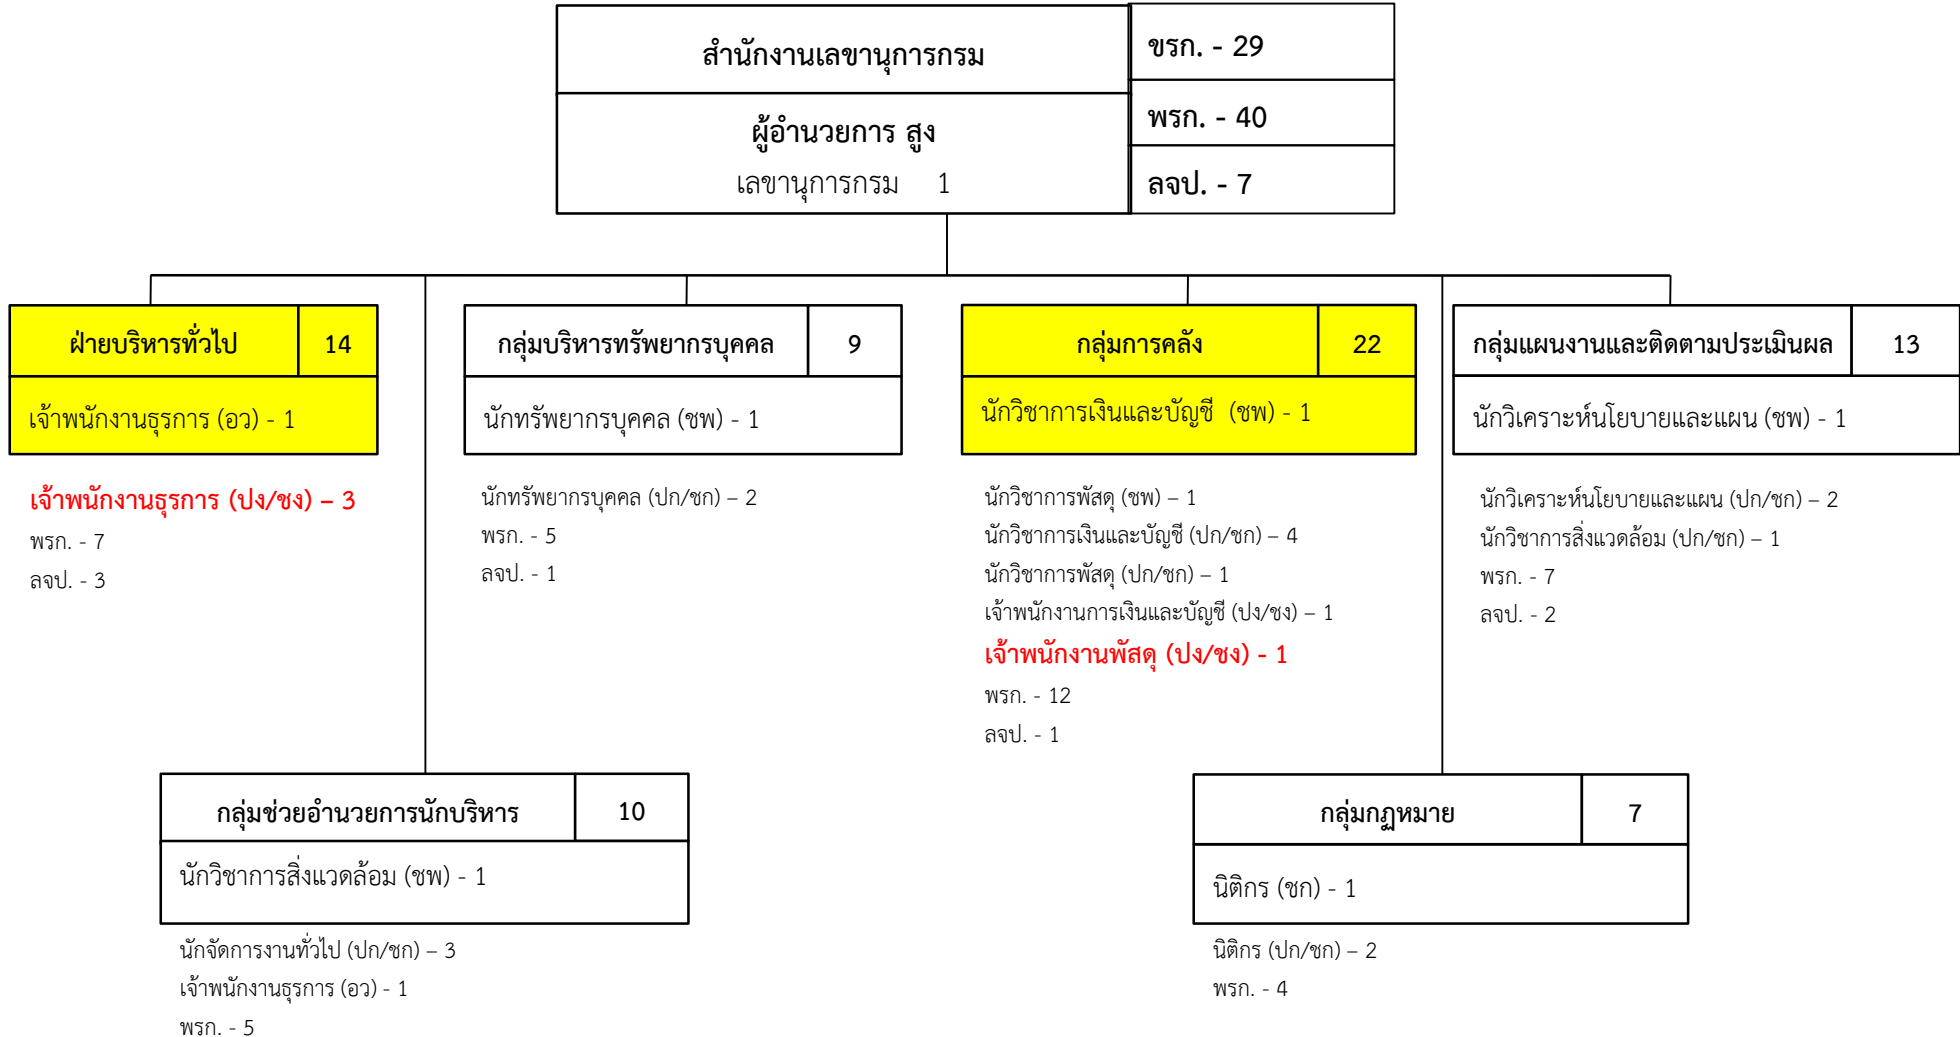 สำนักงานเลขานุการกรม
ขรก. - 29
ผู้อำนวยการ สูง
เลขานุการกรม 1
พรก. - 40
ลจป. - 7
ฝ่ายบริหารทั่วไป 14
เจ้าพนักงานธุรการ (อว) - 1
เจ้าพนักงานธุรการ (ปง/ชง) – 3
พรก. - 7
ลจป. - 3
กลุ่มบริหารทรัพยากรบุคคล 9
นักทรัพยากรบุคคล (ชพ) - 1
นักทรัพยากรบุคคล (ปก/ชก) – 2
พรก. - 5
ลจป. - 1
กลุ่มการคลัง 22
นักวิชาการเงินและบัญชี (ชพ) - 1
นักวิชาการพัสดุ (ชพ) – 1
นักวิชาการเงินและบัญชี (ปก/ชก) – 4
นักวิชาการพัสดุ (ปก/ชก) – 1
เจ้าพนักงานการเงินและบัญชี (ปง/ชง) – 1
เจ้าพนักงานพัสดุ (ปง/ชง) - 1
พรก. - 12
ลจป. - 1
กลุ่มแผนงานและติดตามประเมินผล 13
นักวิเคราะห์นโยบายและแผน (ชพ) - 1
นักวิเคราะห์นโยบายและแผน (ปก/ชก) – 2
นักวิชาการสิ่งแวดล้อม (ปก/ชก) – 1
พรก. - 7
ลจป. - 2
กลุ่มช่วยอำนวยการนักบริหาร 10
นักวิชาการสิ่งแวดล้อม (ชพ) - 1
นักจัดการงานทั่วไป (ปก/ชก) – 3
เจ้าพนักงานธุรการ (อว) - 1
พรก. - 5
กลุ่มกฏหมาย 7
นิติกร (ชก) - 1
นิติกร (ปก/ชก) – 2
พรก. - 4